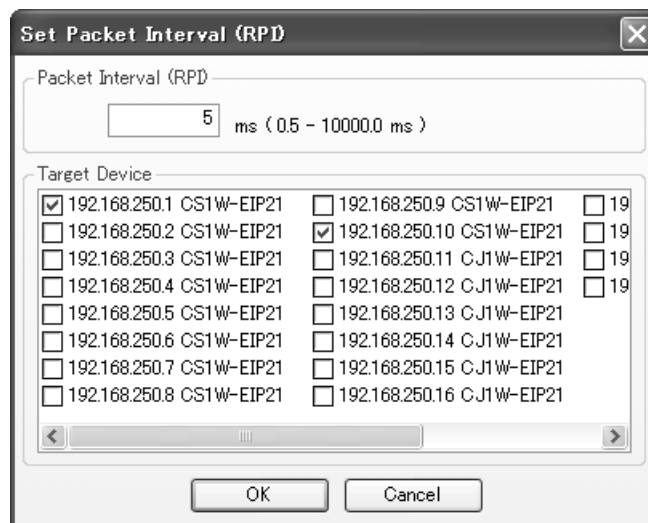 Set Packet Interval (RPI)
Packet Interval (RPI)
5 ms ( 0.5 - 10000.0 ms )
Target Device
192.168.250.1 CS1W-EIP21 192.168.250.9 CS1W-EIP21 19
192.168.250.2 CS1W-EIP21 192.168.250.10 CS1W-EIP21 19
192.168.250.3 CS1W-EIP21 192.168.250.11 CJ1W-EIP21 19
192.168.250.4 CS1W-EIP21 192.168.250.12 CJ1W-EIP21 19
192.168.250.5 CS1W-EIP21 192.168.250.13 CJ1W-EIP21
192.168.250.6 CS1W-EIP21 192.168.250.14 CJ1W-EIP21
192.168.250.7 CS1W-EIP21 192.168.250.15 CJ1W-EIP21
192.168.250.8 CS1W-EIP21 192.168.250.16 CJ1W-EIP21
OK Cancel